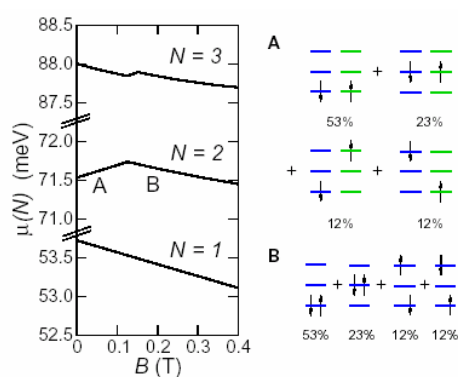 88.5
88.0
87.5
72.0
71.5
71.0
53.5
53.0
52.5
μ(N) (meV)
N = 3
N = 2
A B
N = 1
0 0.1 0.2 0.3 0.4
B (T)
A
+
53% 23%
+ +
12% 12%
B
+ + +
53% 23% 12% 12%